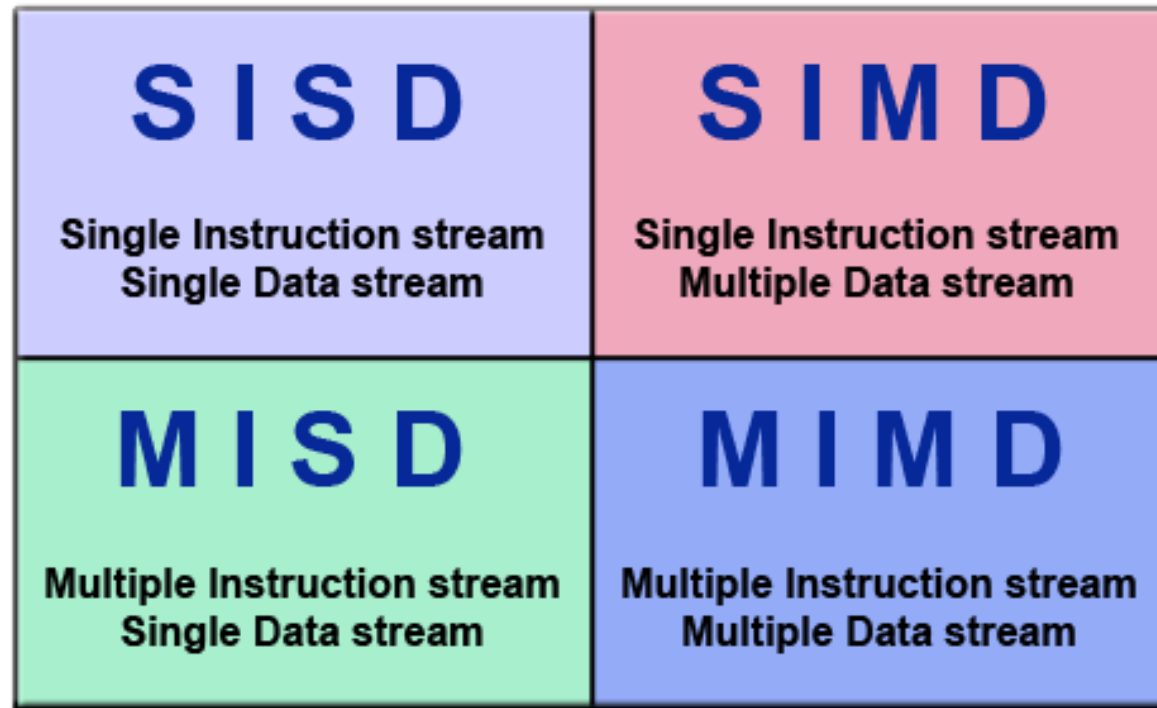 S I S D
Single Instruction stream
Single Data stream
S I M D
Single Instruction stream
Multiple Data stream
M I S D
Multiple Instruction stream
Single Data stream
M I M D
Multiple Instruction stream
Multiple Data stream